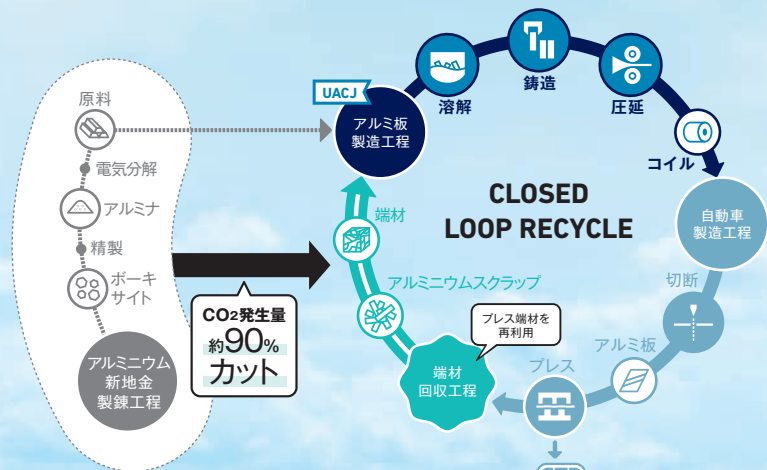 原料
電気分解
アルミナ
精製
ボーキ
サイト
アルミニウム
新地金
製錬工程
CO2発生量
約90%
カット
UACJ
アルミ板
製造工程
溶解
鋳造
圧延
コイル
CLOSED
LOOP RECYCLE
自動車
製造工程
切断
アルミ板
プレス
プレス端材を
再利用
端材
回収工程
アルミニウムスクラップ
端材